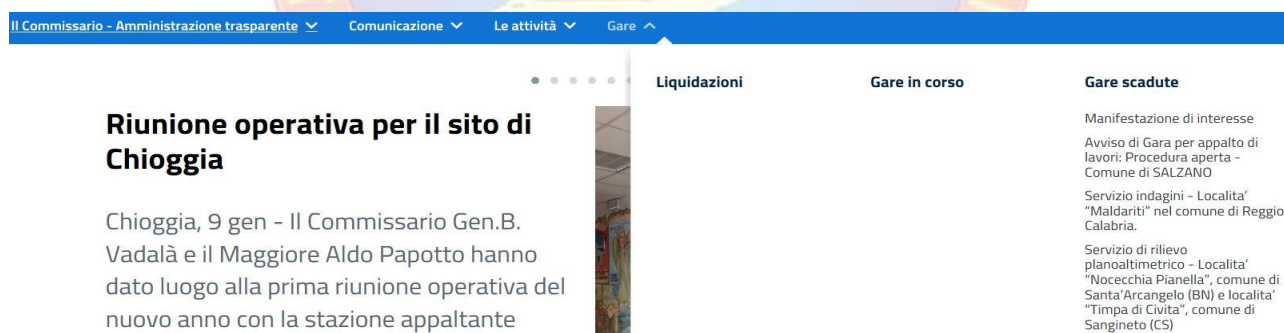 Il Commissario - Amministrazione trasparente Comunicazione Le attività Gare
Riunione operativa per il sito di
Chioggia
Chioggia, 9 gen - Il Commissario Gen.B.
Vadalà e il Maggiore Aldo Papotto hanno
dato luogo alla prima riunione operativa del
nuovo anno con la stazione appaltante
Liquidazioni
Gare in corso
Gare scadute
Manifestazione di interesse
Avviso di Gara per appalto di
lavori: Procedura aperta -
Comune di SALZANO
Servizio indagini - Localita'
"Maldariti" nel comune di Reggio
Calabria.
Servizio di rilievo
planoaltimetrico - Localita'
"Nocecchia Pianella", comune di
Santa'Arcangelo (BN) e localita'
"Timpa di Civita", comune di
Sangineto (CS)